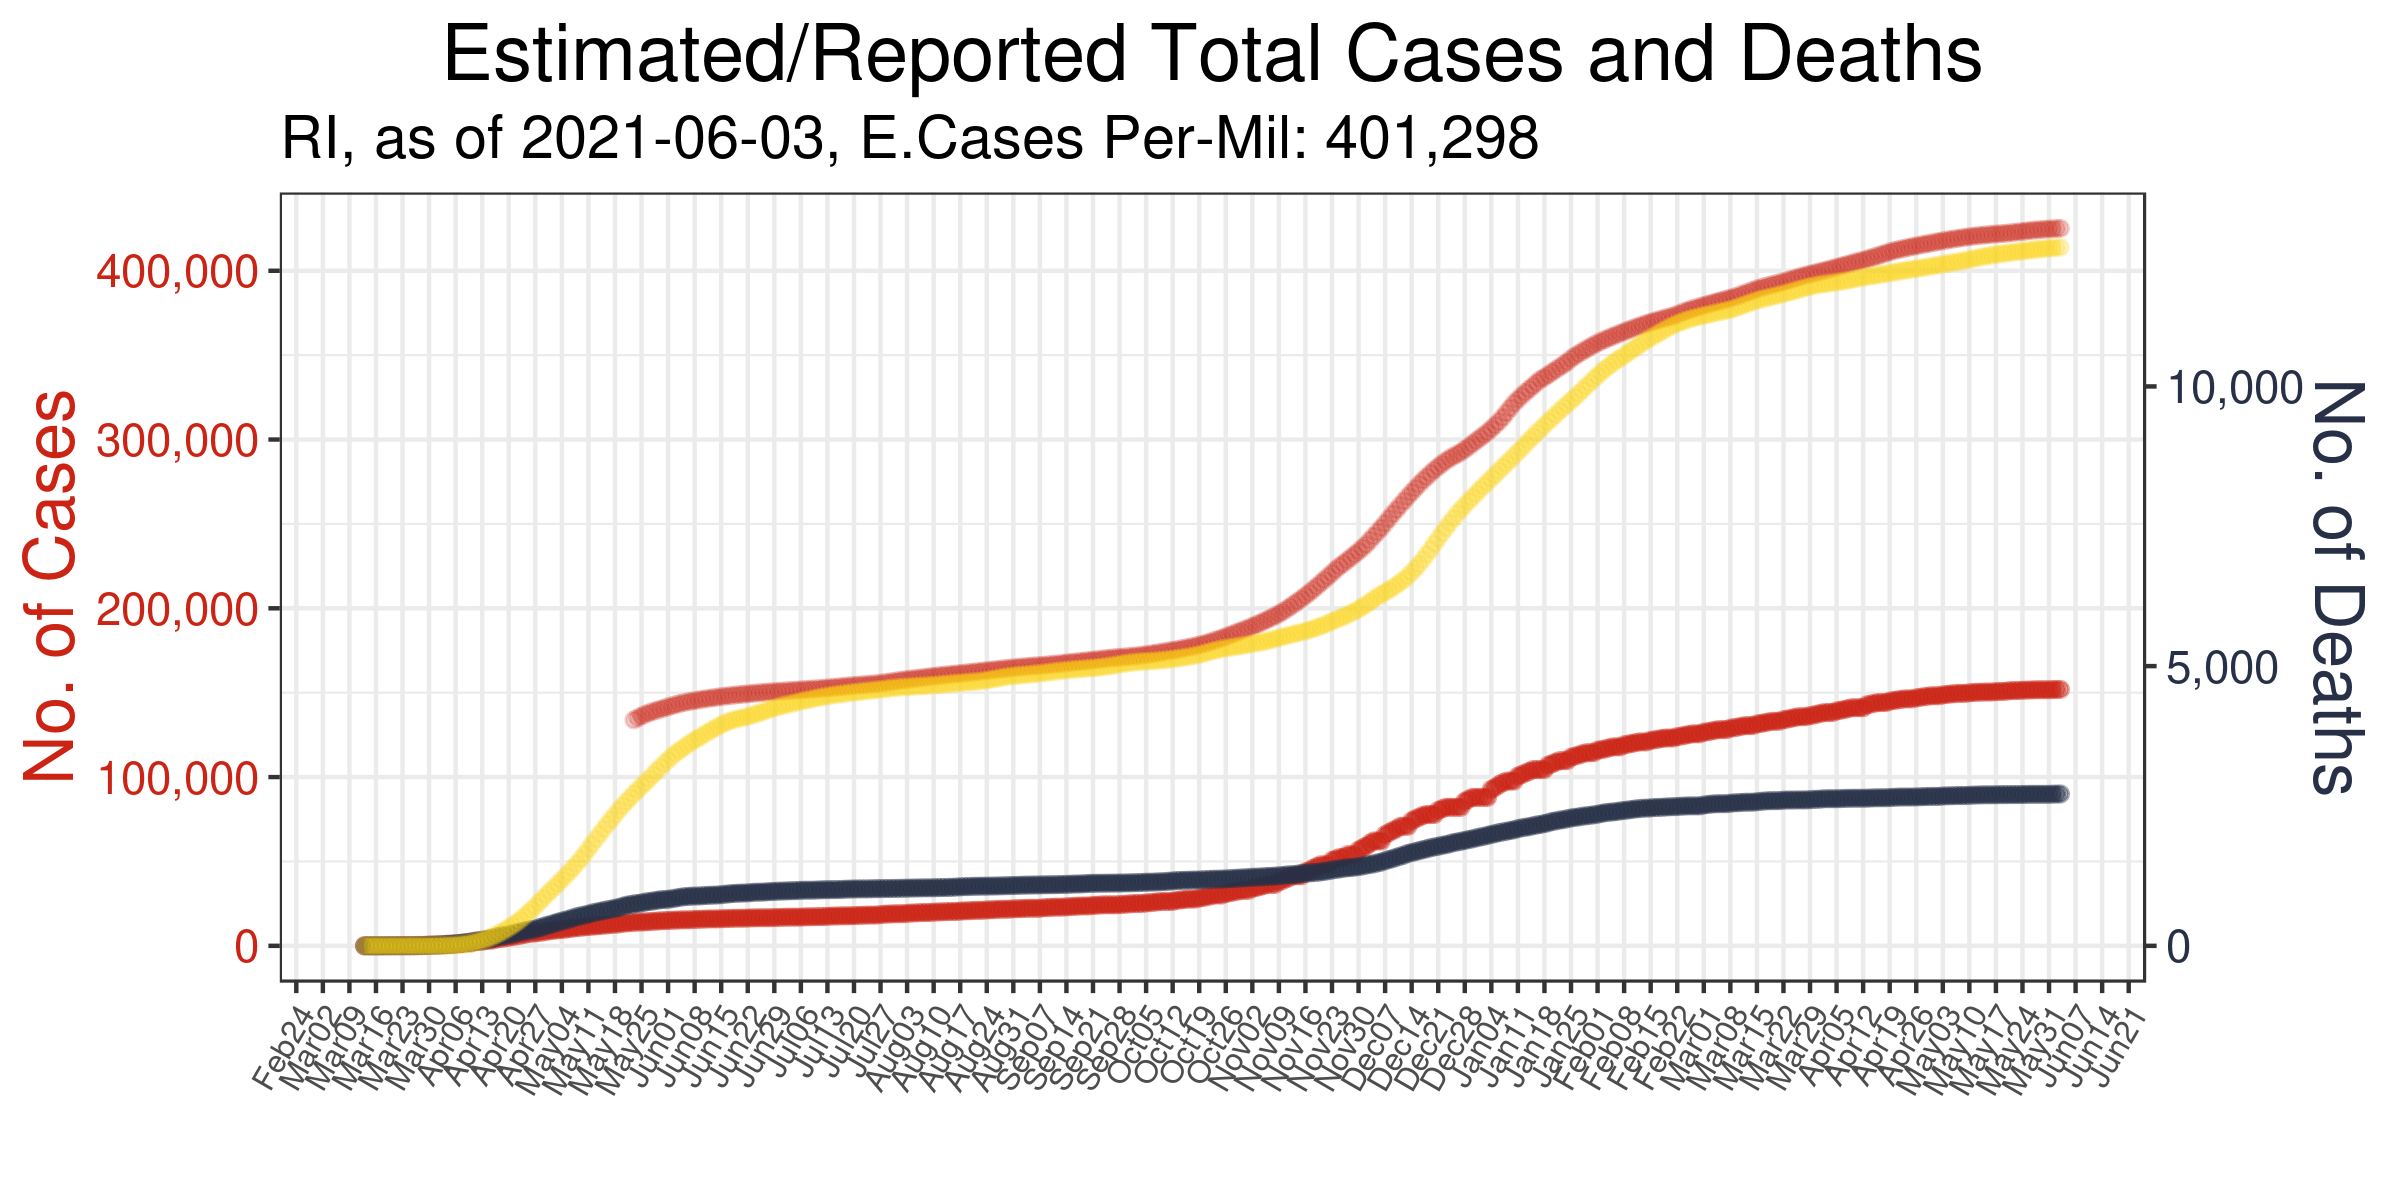 Estimated/Reported Total Cases and Deaths
RI, as of 2021-06-03, E.Cases Per-Mil: 401,298
No. of Cases
400,000
300,000
200,000
100,000
0
10,000
5,000
0
No. of Deaths
Feb24
Mar02
Mar09
Mar16
Mar23
Mar30
Apr06
Apr13
Apr20
Apr27
May04
May11
May18
May25
Jun01
Jun08
Jun15
Jun22
Jun29
Jul06
Jul13
Jul20
Jul27
Aug03
Aug10
Aug17
Aug24
Aug31
Sep07
Sep14
Sep21
Sep28
Oct05
Oct12
Oct19
Oct26
Nov02
Nov09
Nov16
Nov23
Nov30
Dec07
Dec14
Dec21
Dec28
Jan04
Jan11
Jan18
Jan25
Feb01
Feb08
Feb15
Feb22
Mar01
Mar08
Mar15
Mar22
Mar29
Apr05
Apr12
Apr19
Apr26
May03
May10
May17
May24
May31
Jun07
Jun14
Jun21